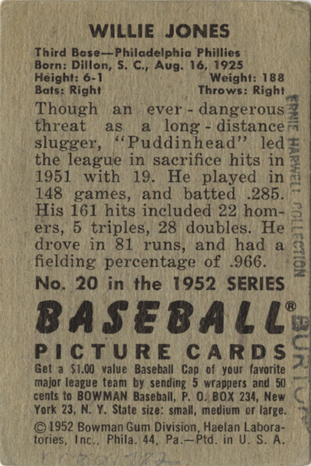 WILLIE JONES
Third Base—Philadelphia Phillies
Born: Dillon, S. C., Aug. 16, 1925
Height: 6-1 Weight: 188
Bats: Right Throws: Right
Though an ever - dangerous
threat as a long - distance
slugger, "Puddinhead" led
the league in sacrifice hits in
1951 with 19. He played in
148 games, and batted .285.
His 161 hits included 22 hom-
ers, 5 triples, 28 doubles. He
drove in 81 runs, and had a
fielding percentage of .966.
No. 20 in the 1952 SERIES
BASEBALL®
PICTURE CARDS
Get a $1.00 value Baseball Cap of your favorite
major league team by sending 5 wrappers and 50
cents to BOWMAN Baseball, P. O. BOX 234, New
York 23, N. Y. State size: small, medium or large.
©1952 Bowman Gum Division, Haelan Labora-
tories, Inc., Phila. 44, Pa.—Ptd. in U. S. A.
ERNIE HARWELL COLLECTION